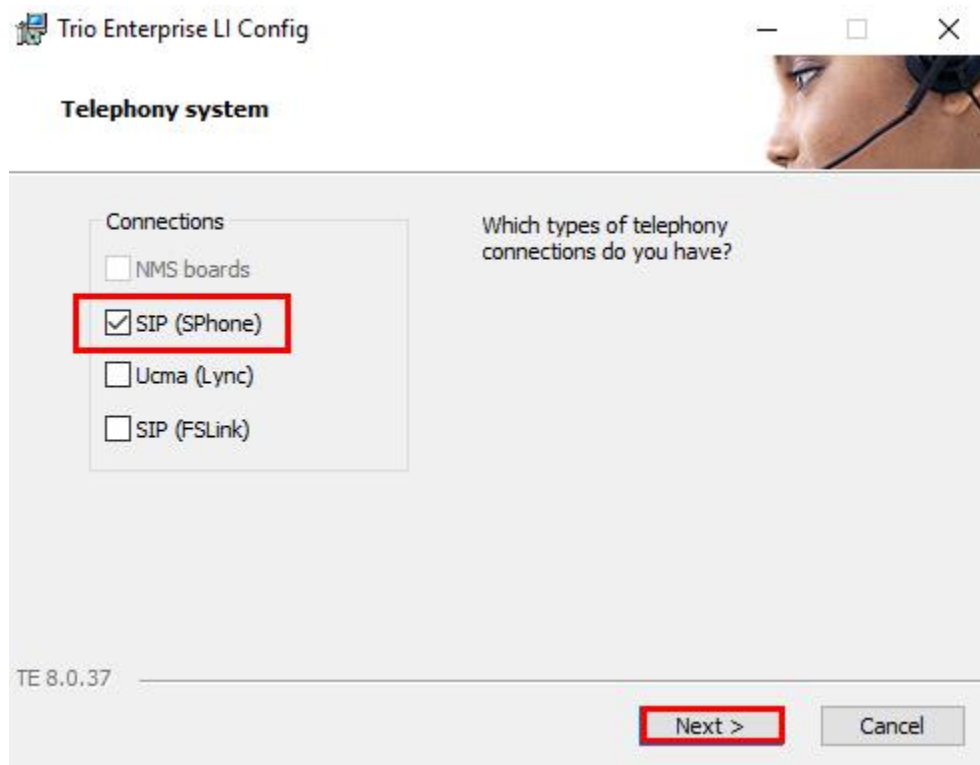 Trio Enterprise LI Config
Telephony system
Connections
NMS boards
SIP (SPhone)
Ucma (Lync)
SIP (FSLink)
Which types of telephony
connections do you have?
TE 8.0.37
Next >
Cancel